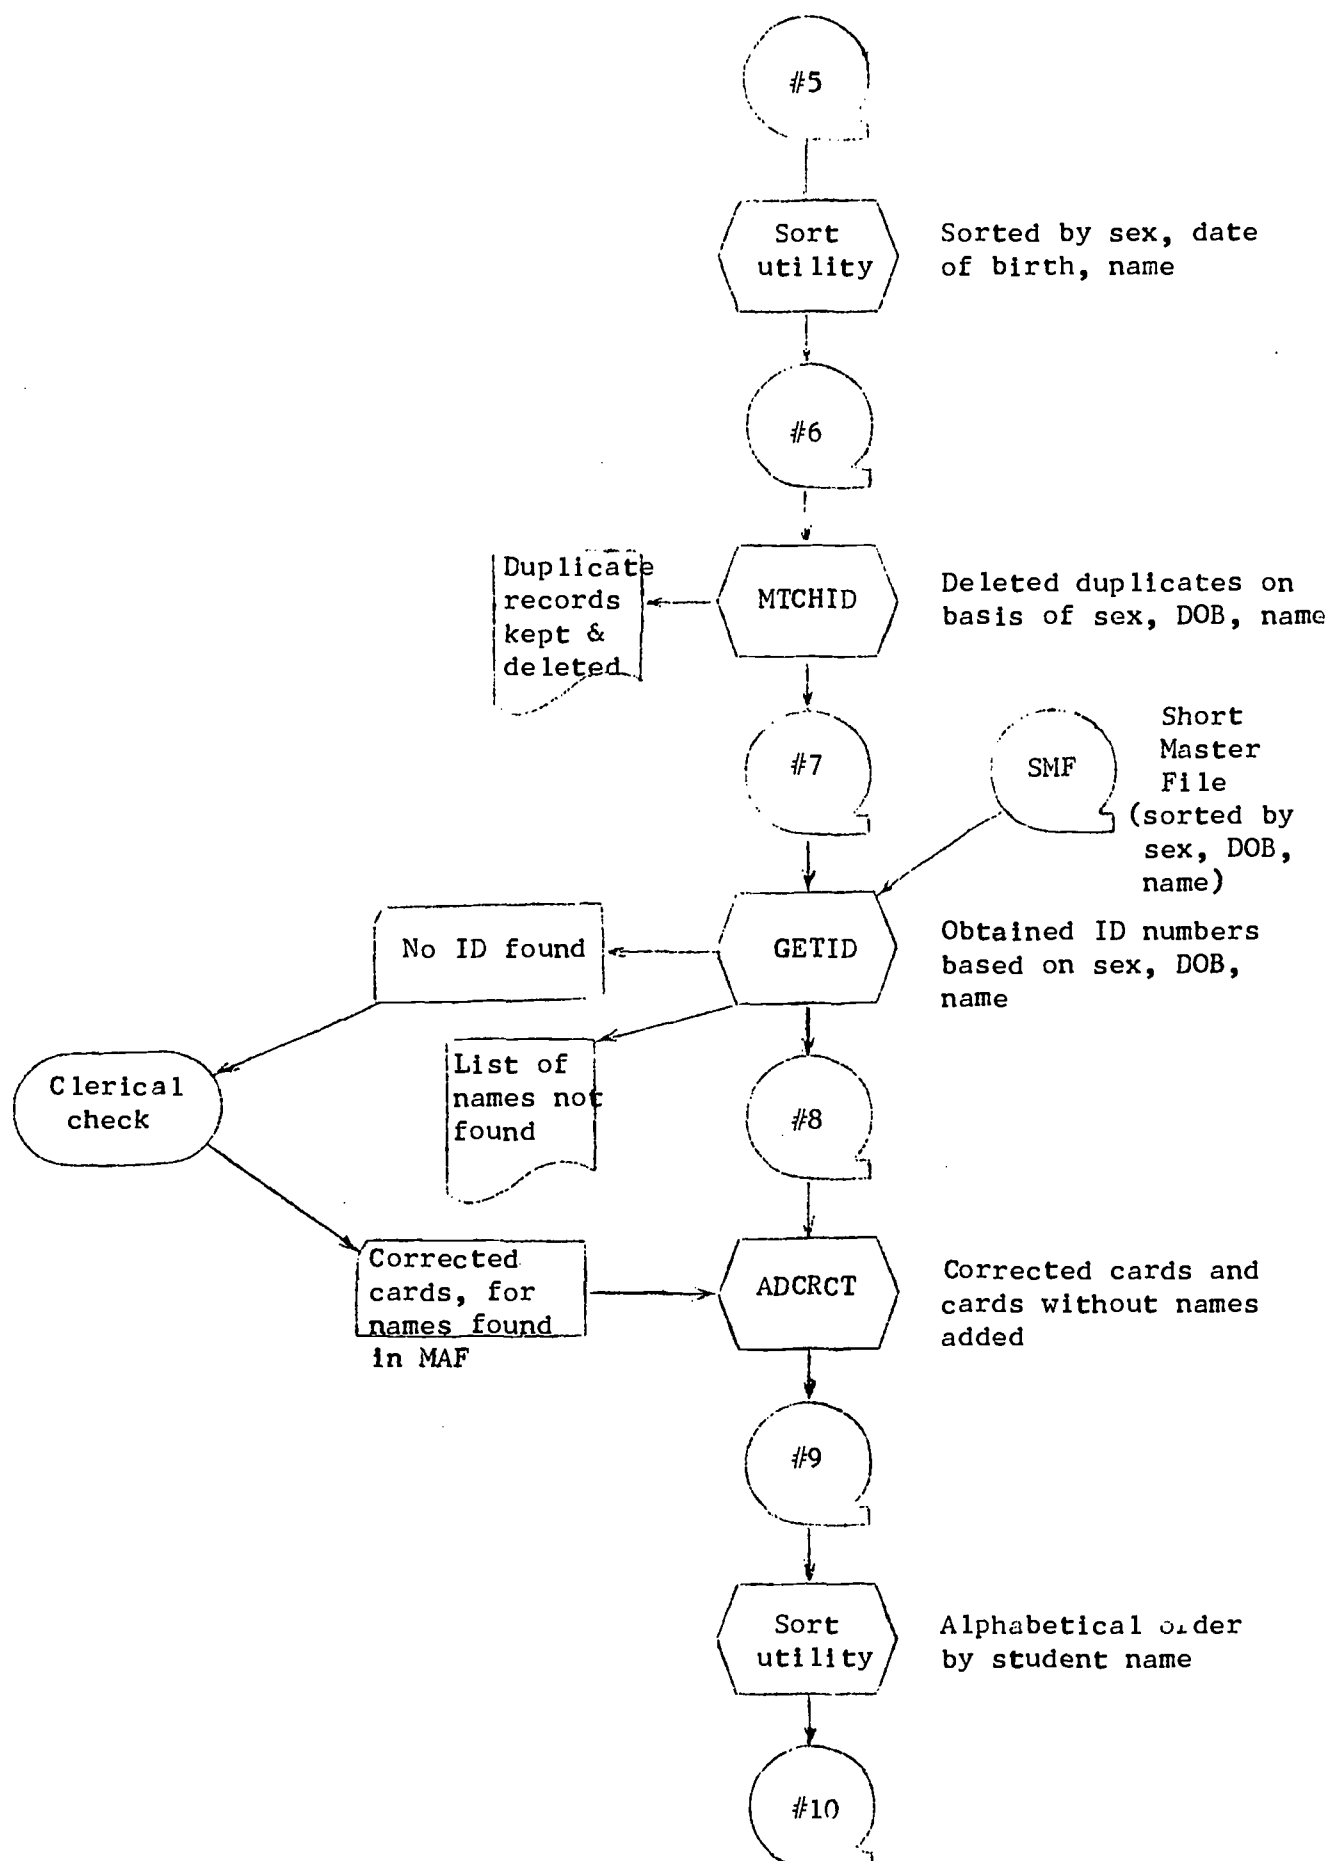 #5
Sort
utility
Sorted by sex, date
of birth, name
#6
Duplicate
records
kept &
deleted
MTCHID
Deleted duplicates on
basis of sex, DOB, name
#7
SMF
Short
Master
File
(sorted by
sex, DOB,
name)
No ID found
GETID
Obtained ID numbers
based on sex, DOB,
name
Clerical
check
List of
names not
found
#8
Corrected
cards, for
names found
in MAF
ADCRCT
Corrected cards and
cards without names
added
#9
Sort
utility
Alphabetical order
by student name
#10